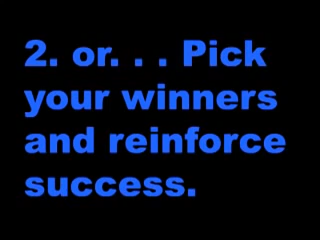 2. or. . . Pick
your winners
and reinforce
success.